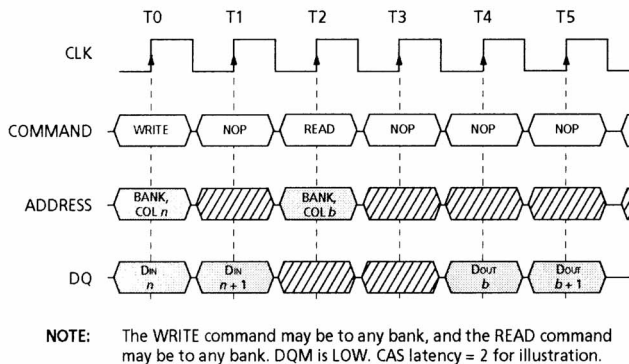 T0 T1 T2 T3 T4 T5
CLK
COMMAND WRITE NOP READ NOP NOP NOP
ADDRESS BANK, COL n BANK, COL b
DQ DIN n DIN n + 1 DOUT b DOUT b + 1
NOTE: The WRITE command may be to any bank, and the READ command
may be to any bank. DQM is LOW. CAS latency = 2 for illustration.